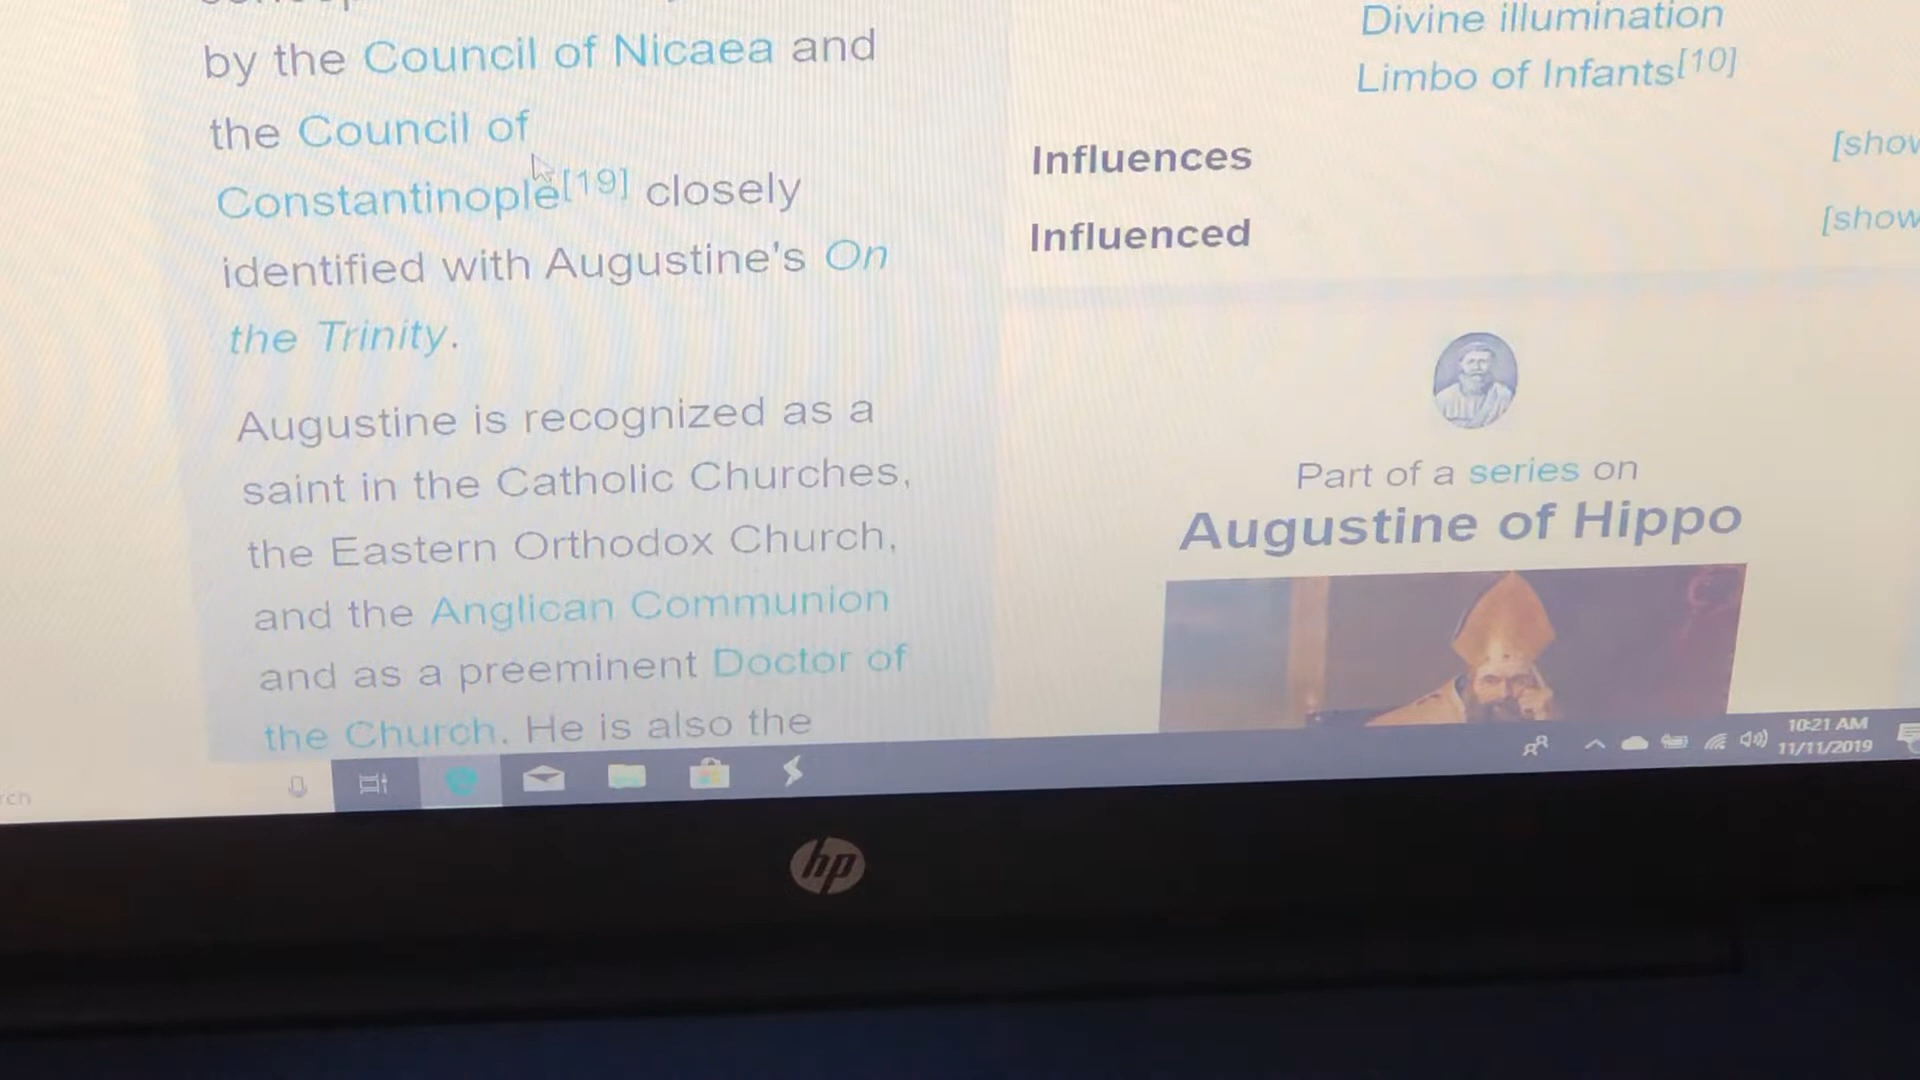 by the Council of Nicaea and
the Council of
Constantinople[19] closely
identified with Augustine's On
the Trinity.
Augustine is recognized as a
saint in the Catholic Churches,
the Eastern Orthodox Church,
and the Anglican Communion
and as a preeminent Doctor of
the Church. He is also the
Divine illumination
Limbo of Infants[10]
Influences [show
Influenced [show
Part of a series on
Augustine of Hippo
rch
10:21 AM
11/11/2019
hp